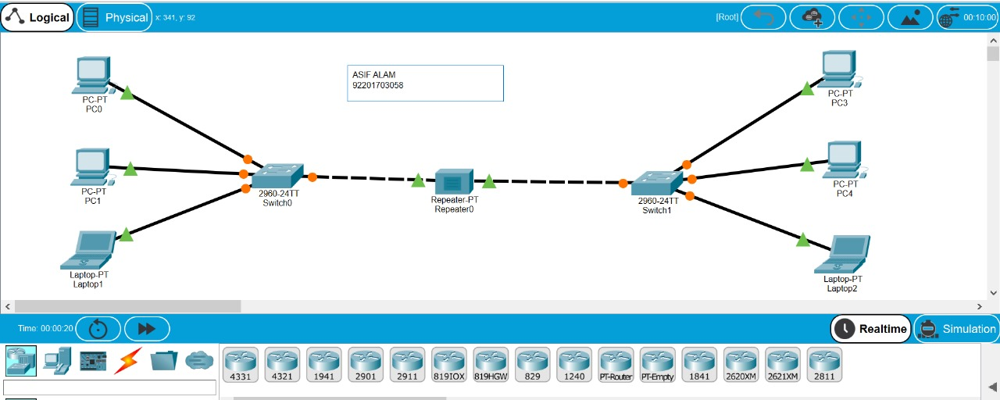 Logical
Physical
x: 341, y: 92
[Root]
00:10:00
ASIF ALAM
92201703058
PC-PT
PC0
PC-PT
PC1
Laptop-PT
Laptop1
2960-24TT
Switch0
Repeater-PT
Repeater0
2960-24TT
Switch1
PC-PT
PC3
PC-PT
PC4
Laptop-PT
Laptop2
Time: 00:00:20
Realtime
Simulation
4331
4321
1941
2901
2911
819IOX
819HGW
829
1240
PT-Router
PT-Empty
1841
2620XM
2621XM
2811